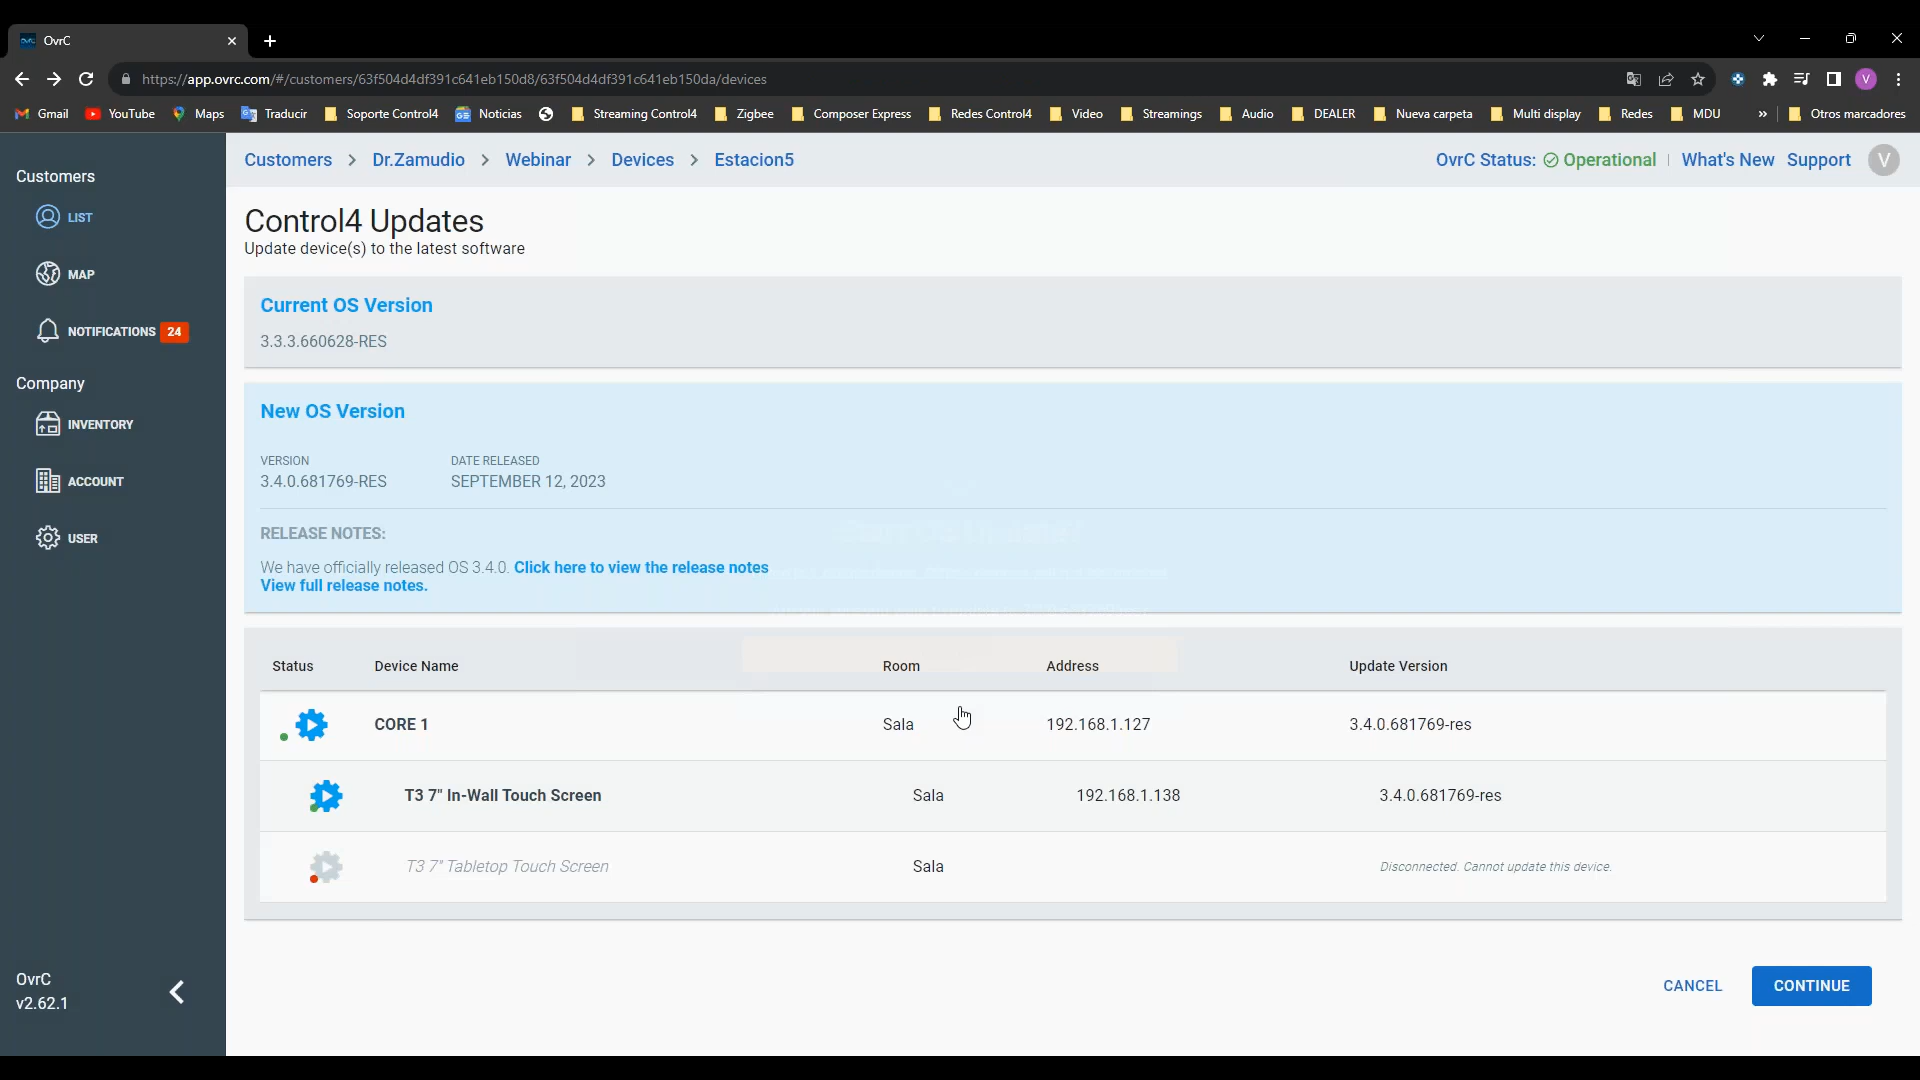 OvrC
https://app.ovrc.com/#/customers/63f504d4df391c641eb150d8/63f504d4df391c641eb150da/devices
V
Gmail YouTube Maps Traducir Soporte Control4 Noticias Streaming Control4 Zigbee Composer Express Redes Control4 Video Streamings Audio DEALER Nueva carpeta Multi display Redes MDU » Otros marcadores
Customers > Dr.Zamudio > Webinar > Devices > Estacion5
OvrC Status: Operational | What's New Support V
Customers
LIST
MAP
NOTIFICATIONS 24
Company
INVENTORY
ACCOUNT
USER
OvrC
v2.62.1
Control4 Updates
Update device(s) to the latest software
Current OS Version
3.3.3.660628-RES
New OS Version
VERSION DATE RELEASED
3.4.0.681769-RES SEPTEMBER 12, 2023
RELEASE NOTES:
We have officially released OS 3.4.0. Click here to view the release notes
View full release notes.
Status Device Name Room Address Update Version
CORE 1 Sala 192.168.1.127 3.4.0.681769-res
T3 7" In-Wall Touch Screen Sala 192.168.1.138 3.4.0.681769-res
T3 7" Tabletop Touch Screen Sala Disconnected. Cannot update this device.
CANCEL CONTINUE